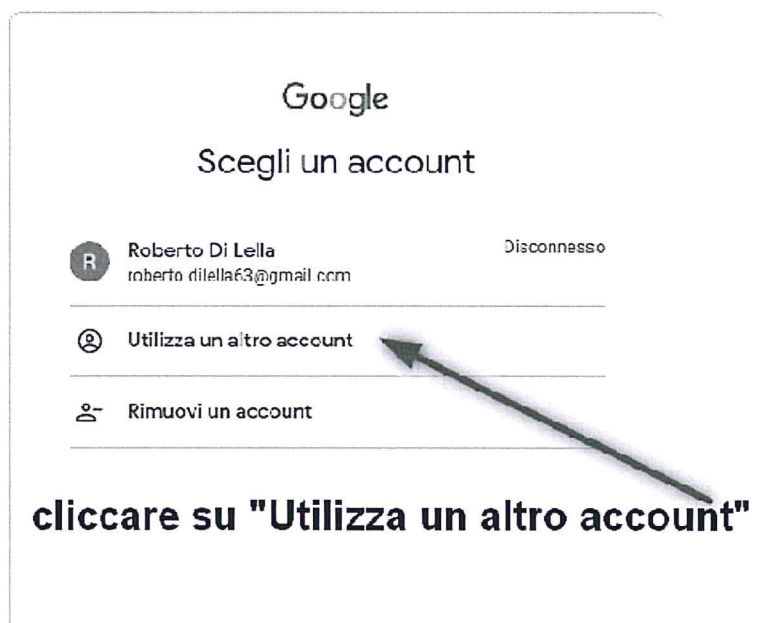 Google
Scegli un account
R
Roberto Di Lella
Disconnesso
roberto.dilella63@gmail.com
Utilizza un altro account
Rimuovi un account
cliccare su "Utilizza un altro account"